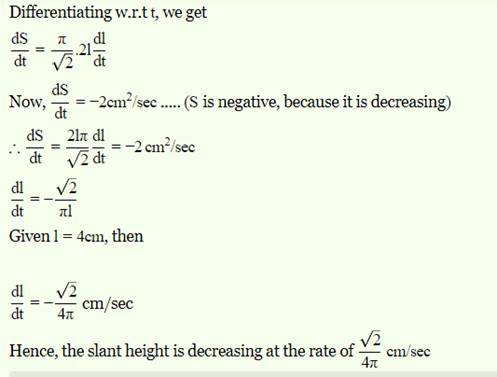 Differentiating w.r.t t, we get
dS/dt = π/√2 .2l dl/dt
Now, dS/dt = −2cm²/sec ..... (S is negative, because it is decreasing)
∴ dS/dt = 2lπ/√2 dl/dt = −2 cm²/sec
dl/dt = −√2/πl
Given l = 4cm, then
dl/dt = −√2/4π cm/sec
Hence, the slant height is decreasing at the rate of √2/4π cm/sec